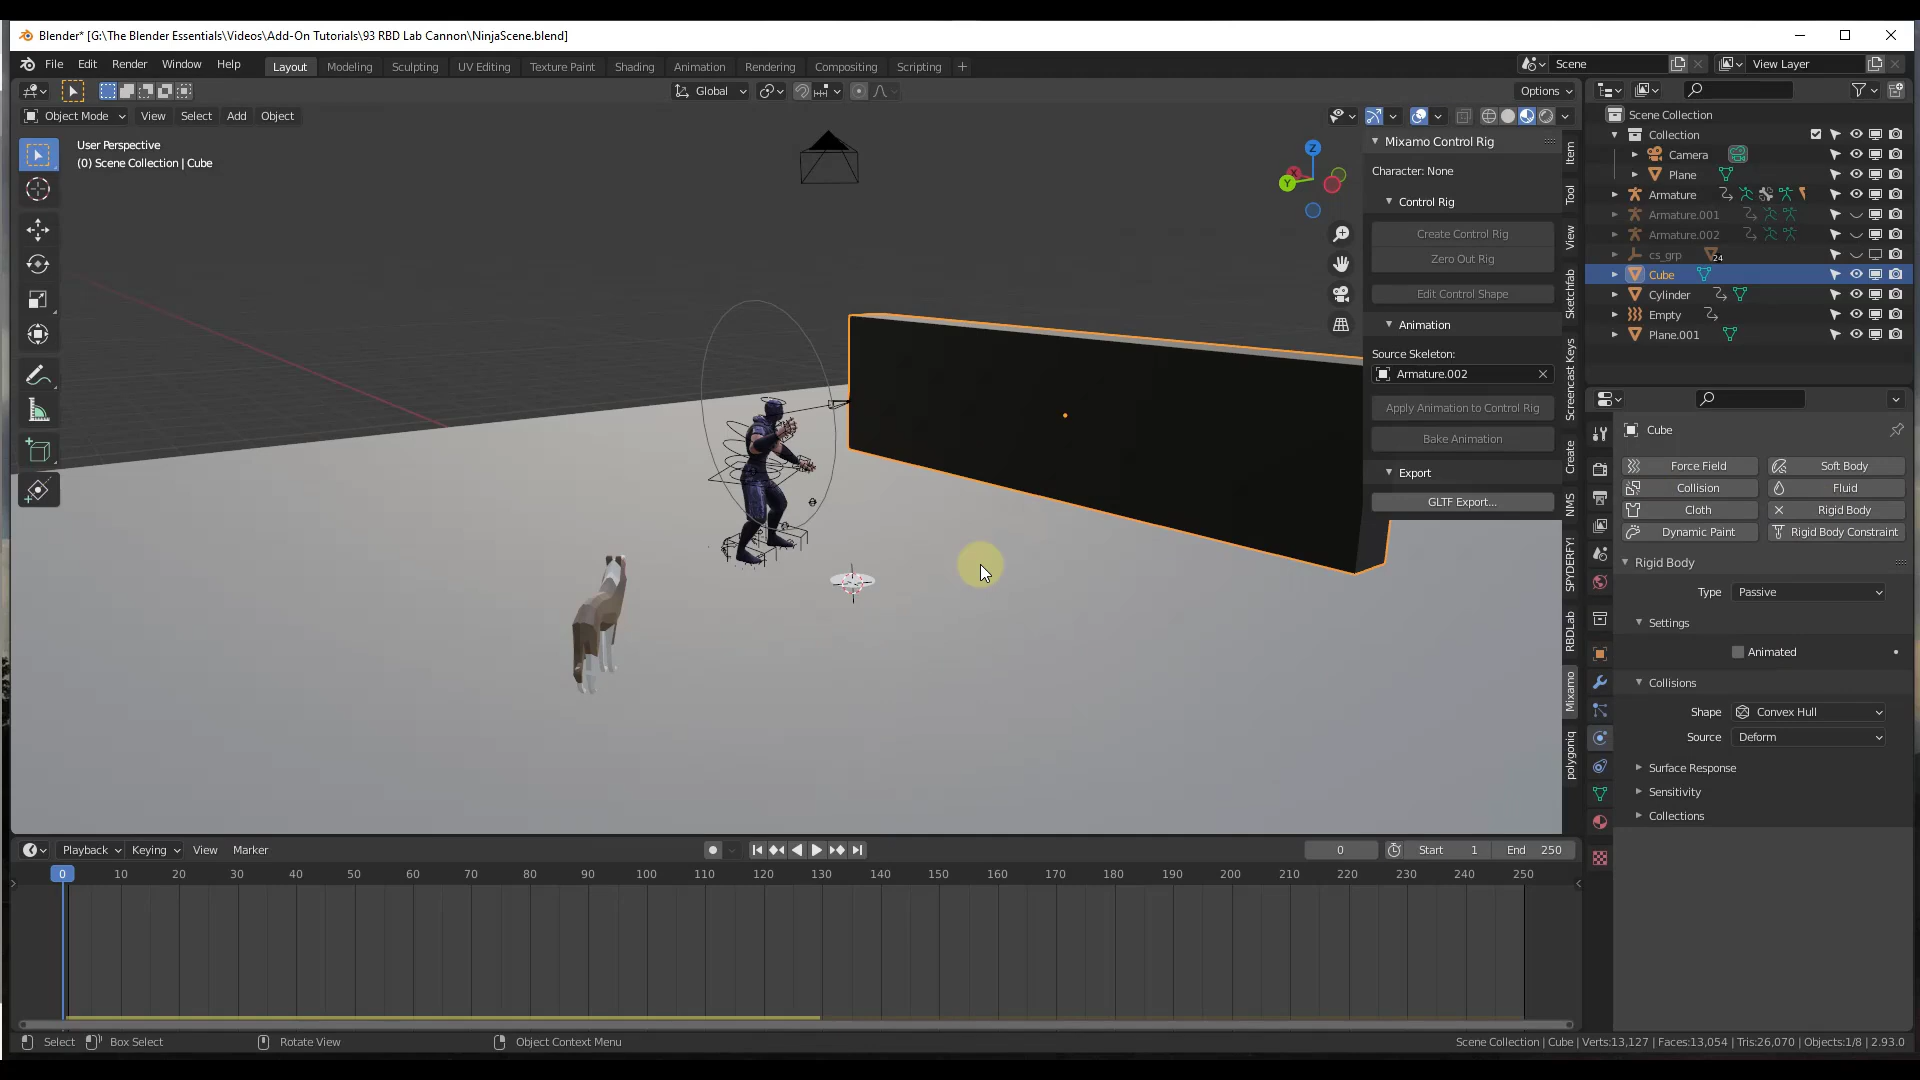 Blender* [G:\The Blender Essentials\Videos\Add-On Tutorials\93 RBD Lab Cannon\NinjaScene.blend]
File Edit Render Window Help Layout Modeling Sculpting UV Editing Texture Paint Shading Animation Rendering Compositing Scripting + Scene View Layer
Global Options
Object Mode View Select Add Object
User Perspective
(0) Scene Collection | Cube
Z
X
Y
Mixamo Control Rig
Character: None
Control Rig
Create Control Rig
Zero Out Rig
Edit Control Shape
Animation
Source Skeleton:
Armature.002
Apply Animation to Control Rig
Bake Animation
Export
GLTF Export...
Item
Tool
View
Sketchfab
Screencast Keys
Create
NMS
SPYDERFY!
RBDLab
Mixamo
polygoniq
Scene Collection
Collection
Camera
Plane
Armature
Armature.001
Armature.002
cs_grp 24
Cube
Cylinder
Empty
Plane.001
Cube
Force Field Soft Body
Collision Fluid
Cloth Rigid Body
Dynamic Paint Rigid Body Constraint
Rigid Body
Type Passive
Settings
Animated
Collisions
Shape Convex Hull
Source Deform
Surface Response
Sensitivity
Collections
Playback Keying View Marker 0 Start 1 End 250
0 10 20 30 40 50 60 70 80 90 100 110 120 130 140 150 160 170 180 190 200 210 220 230 240 250
Select Box Select Rotate View Object Context Menu Scene Collection | Cube | Verts:13,127 | Faces:13,054 | Tris:26,070 | Objects:1/8 | 2.93.0